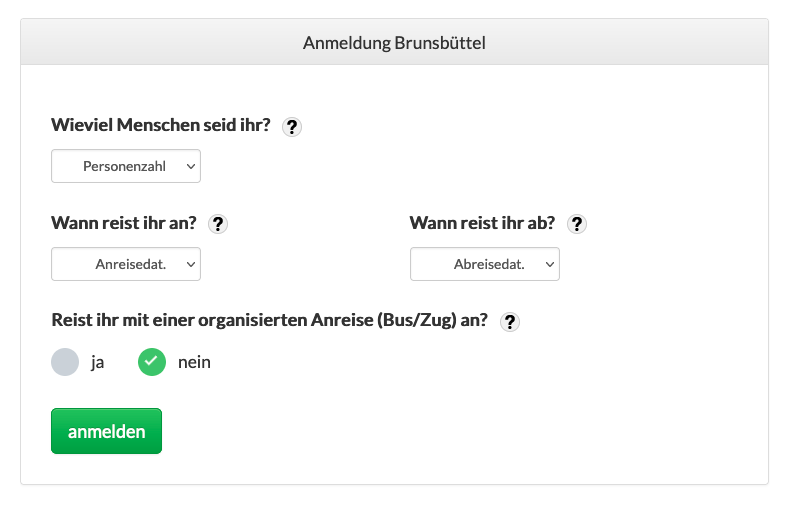 Anmeldung Brunsbüttel
Wieviel Menschen seid ihr? ?
Personenzahl
Wann reist ihr an? ? Wann reist ihr ab? ?
Anreisedat. Abreisedat.
Reist ihr mit einer organisierten Anreise (Bus/Zug) an? ?
ja nein
anmelden